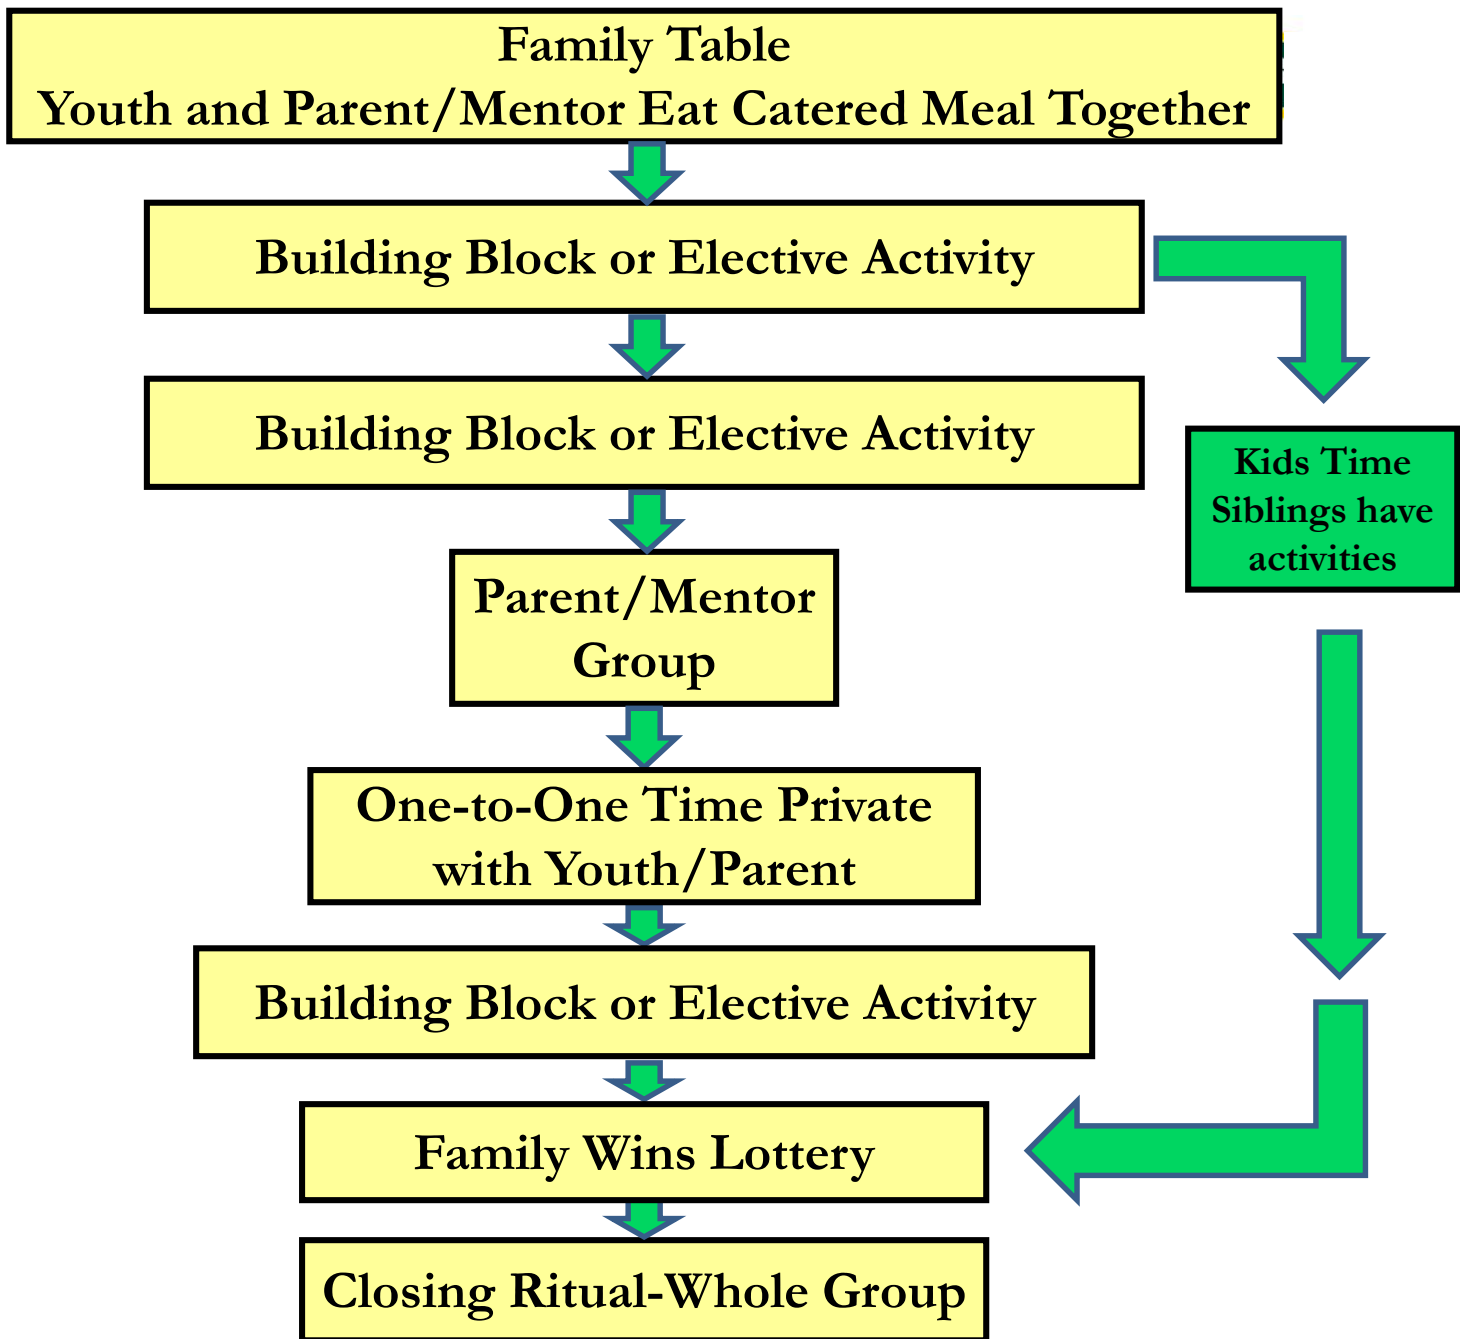 Family Table
Youth and Parent/Mentor Eat Catered Meal Together
Building Block or Elective Activity
Building Block or Elective Activity
Kids Time
Siblings have
activities
Parent/Mentor
Group
One-to-One Time Private
with Youth/Parent
Building Block or Elective Activity
Family Wins Lottery
Closing Ritual-Whole Group